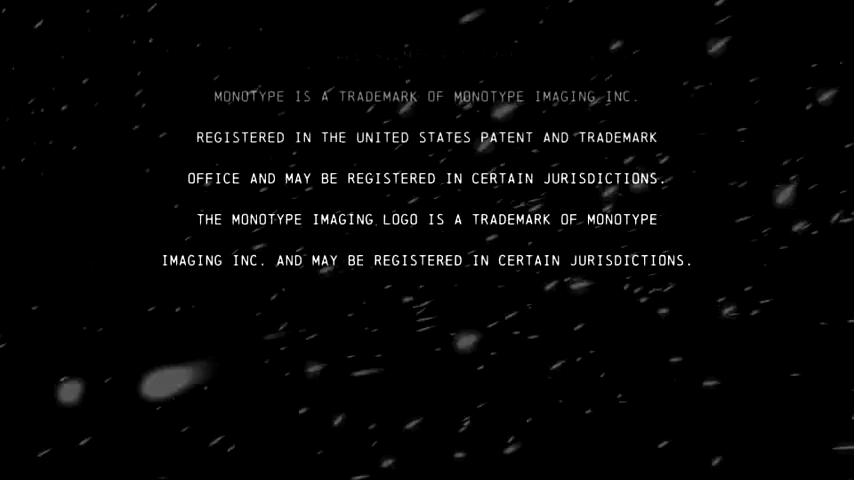 MONOTYPE IS A TRADEMARK OF MONOTYPE IMAGING INC.
REGISTERED IN THE UNITED STATES PATENT AND TRADEMARK
OFFICE AND MAY BE REGISTERED IN CERTAIN JURISDICTIONS.
THE MONOTYPE IMAGING LOGO IS A TRADEMARK OF MONOTYPE
IMAGING INC. AND MAY BE REGISTERED IN CERTAIN JURISDICTIONS.